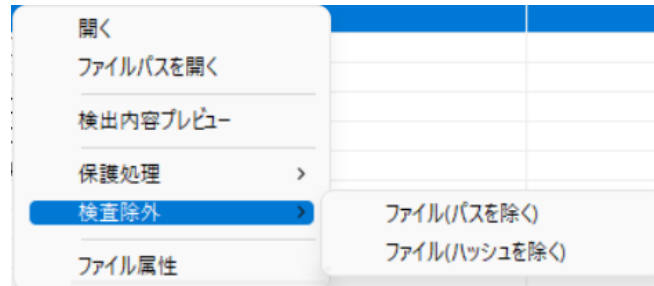 開く
ファイルパスを開く
検出内容プレビュー
保護処理
検査除外
ファイル(パスを除く)
ファイル(ハッシュを除く)
ファイル属性